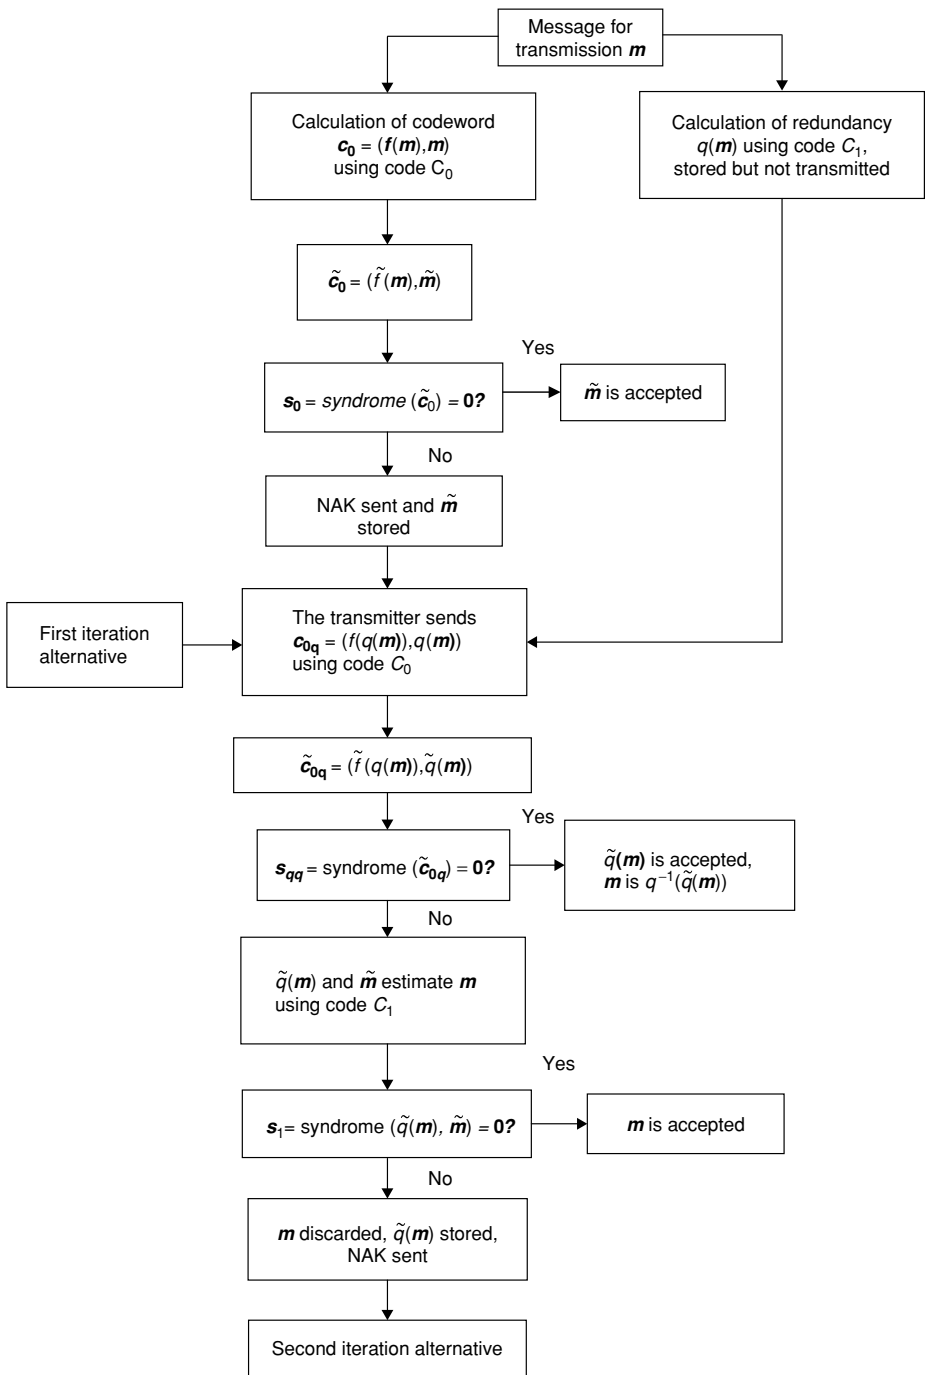 Message for
transmission m
Calculation of codeword
c₀ = (f(m),m)
using code C₀
Calculation of redundancy
q(m) using code C₁,
stored but not transmitted
c̃₀ = (f̃(m),m̃)
Yes
s₀ = syndrome (c̃₀) = 0?
m̃ is accepted
No
NAK sent and m̃
stored
First iteration
alternative
The transmitter sends
c₀q = (f(q(m)),q(m))
using code C₀
c̃₀q = (f̃(q(m)),q̃(m))
Yes
s_qq = syndrome (c̃₀q) = 0?
q̃(m) is accepted,
m is q⁻¹(q̃(m))
No
q̃(m) and m̃ estimate m
using code C₁
Yes
s₁= syndrome (q̃(m), m̃) = 0?
m is accepted
No
m discarded, q̃(m) stored,
NAK sent
Second iteration alternative